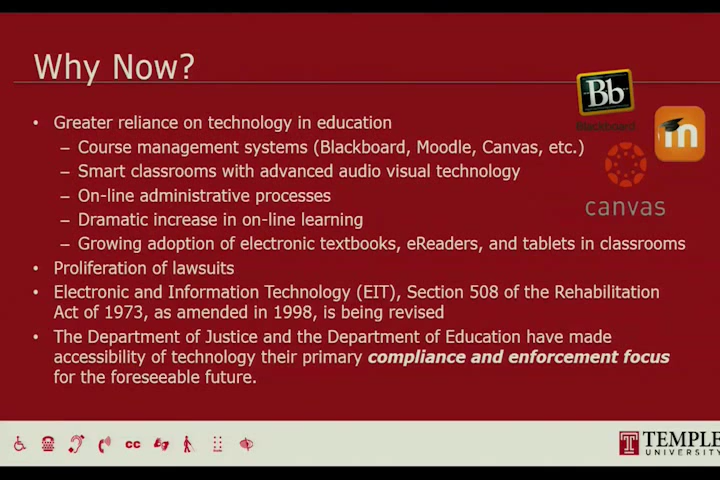 Why Now?
• Greater reliance on technology in education
– Course management systems (Blackboard, Moodle, Canvas, etc.)
– Smart classrooms with advanced audio visual technology
– On-line administrative processes
– Dramatic increase in on-line learning
– Growing adoption of electronic textbooks, eReaders, and tablets in classrooms
• Proliferation of lawsuits
• Electronic and Information Technology (EIT), Section 508 of the Rehabilitation
Act of 1973, as amended in 1998, is being revised
• The Department of Justice and the Department of Education have made
accessibility of technology their primary compliance and enforcement focus
for the foreseeable future.
Bb
Blackboard
m
canvas
CC
T TEMPLE
UNIVERSITY